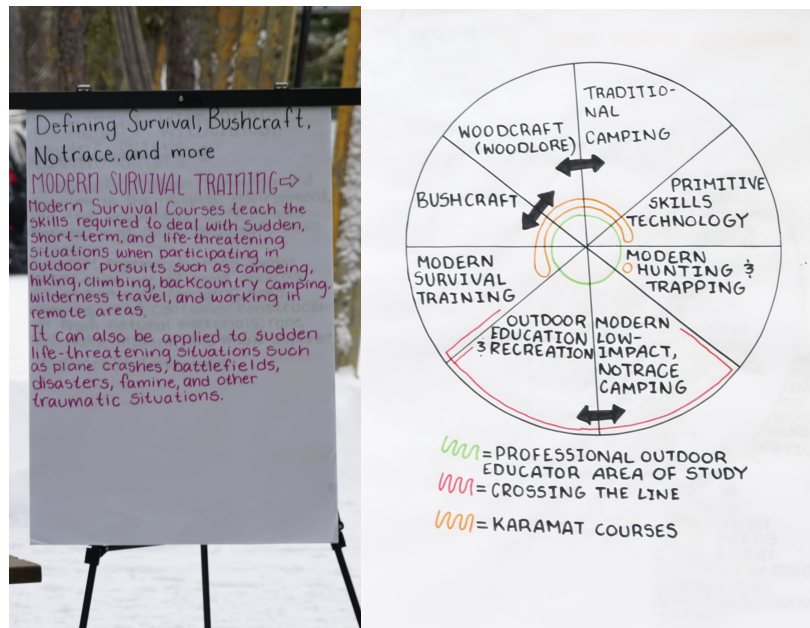 Defining Survival, Bushcraft,
Notrace, and more
MODERN SURVIVAL TRAINING⇨
Modern Survival Courses teach the
skills required to deal with sudden,
short-term, and life-threatening
situations when participating in
outdoor pursuits such as canoeing,
hiking, climbing, backcountry camping,
wilderness travel, and working in
remote areas.
It can also be applied to sudden
life-threatening situations such
as plane crashes, battlefields,
disasters, famine, and other
traumatic situations.
TRADITIO-
NAL
CAMPING
WOODCRAFT
(WOODLORE)
PRIMITIVE
SKILLS
TECHNOLOGY
BUSHCRAFT
MODERN
HUNTING &
TRAPPING
MODERN
SURVIVAL
TRAINING
OUTDOOR
EDUCATION
& RECREATION
MODERN
LOW-
IMPACT,
NOTRACE
CAMPING
= PROFESSIONAL OUTDOOR
EDUCATOR AREA OF STUDY
= CROSSING THE LINE
= KARAMAT COURSES